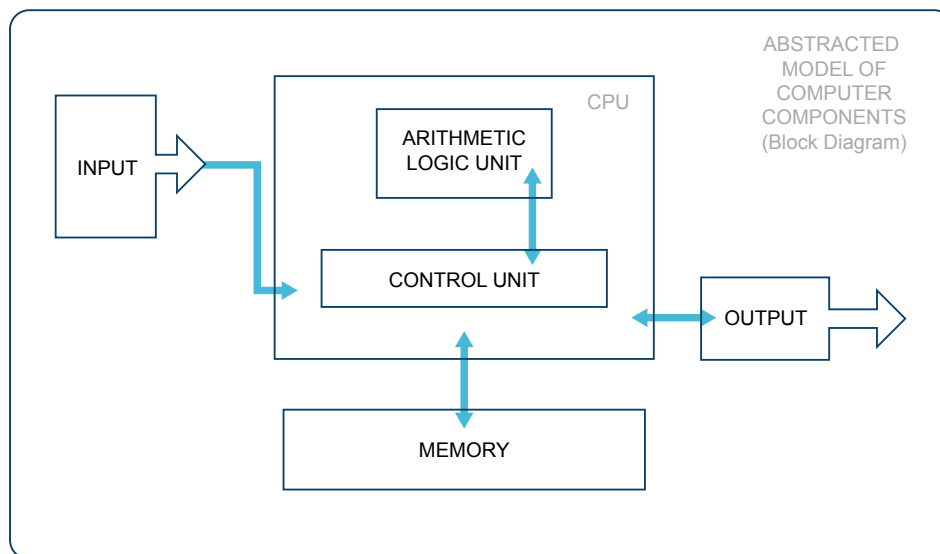 ABSTRACTED
MODEL OF
COMPUTER
COMPONENTS
(Block Diagram)
CPU
ARITHMETIC
LOGIC UNIT
INPUT
CONTROL UNIT
OUTPUT
MEMORY